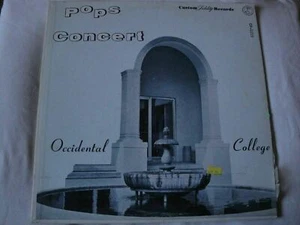 Pops
Concert
Custom Fidelity Records
Occidental
College